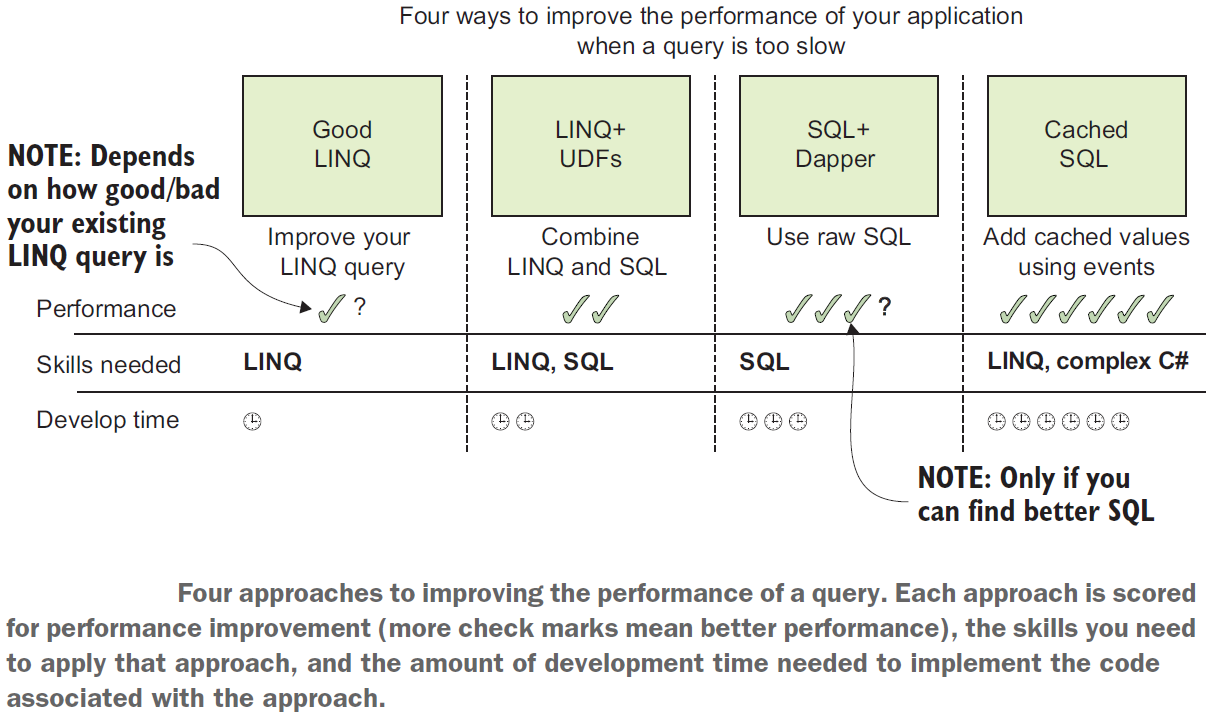 Four ways to improve the performance of your application
when a query is too slow
Good
LINQ
LINQ+
UDFs
SQL+
Dapper
Cached
SQL
NOTE: Depends
on how good/bad
your existing
LINQ query is
Improve your
LINQ query
Combine
LINQ and SQL
Use raw SQL
Add cached values
using events
Performance
?
?
Skills needed
LINQ
LINQ, SQL
SQL
LINQ, complex C#
Develop time
NOTE: Only if you
can find better SQL
Four approaches to improving the performance of a query. Each approach is scored
for performance improvement (more check marks mean better performance), the skills you need
to apply that approach, and the amount of development time needed to implement the code
associated with the approach.